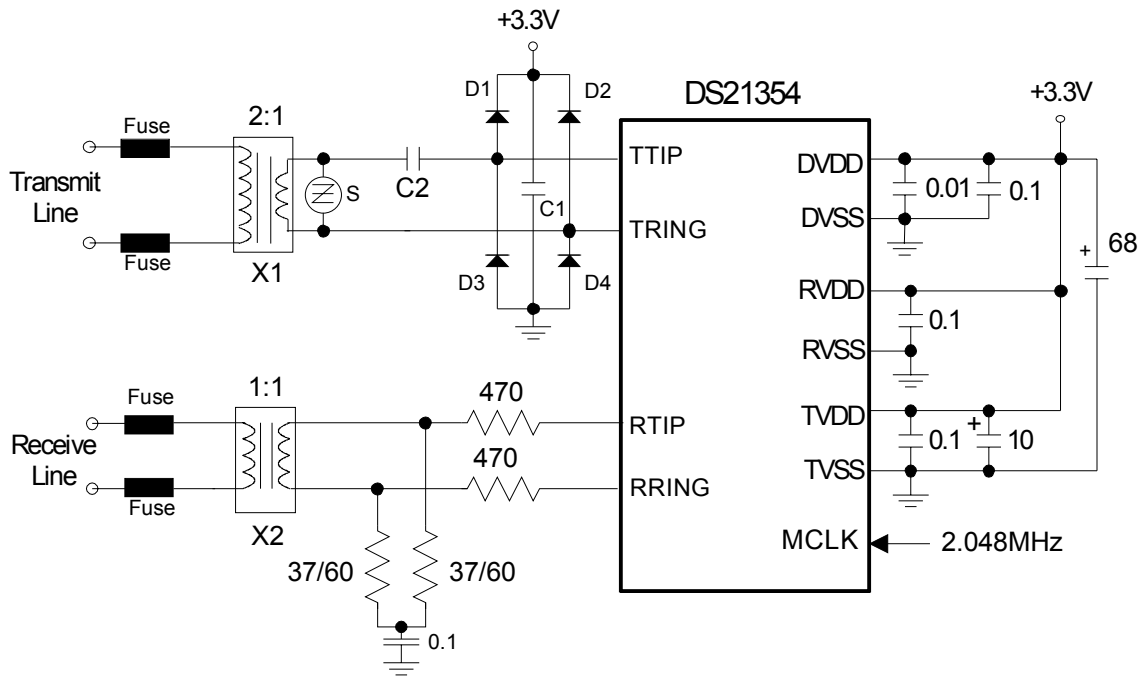 +3.3V
D1
D2
DS21354
+3.3V
2:1
Fuse
TTIP
DVDD
0.01
0.1
Transmit
Line
S
C2
C1
DVSS
TRING
68
+
Fuse
X1
D3
D4
RVDD
0.1
RVSS
1:1
Fuse
470
TVDD
RTIP
+
0.1
10
Receive
Line
470
TVSS
RRING
Fuse
X2
MCLK
2.048MHz
37/60
37/60
0.1